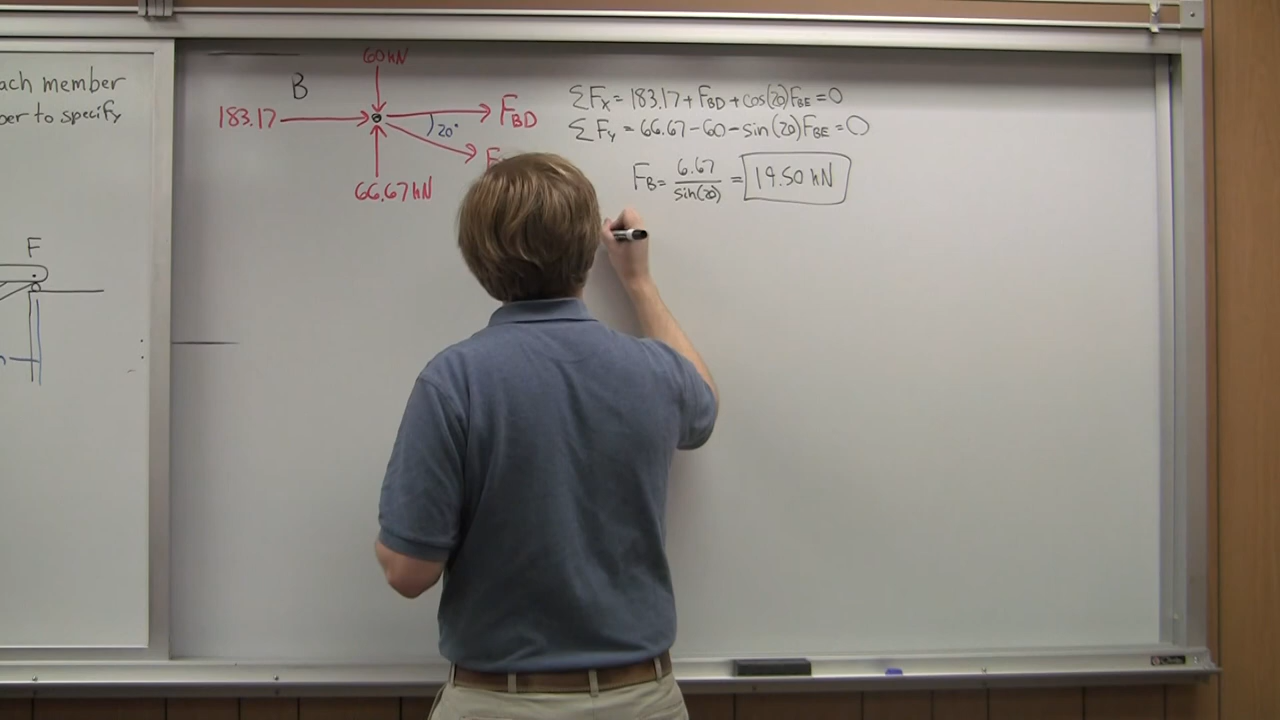 ach member
ber to specify
F
60 kN
B
183.17
F_BD
20°
F
66.67 kN
ΣFx = 183.17 + F_BD + cos(20)F_BE = 0
ΣFy = 66.67 - 60 - sin(20)F_BE = 0
F_B = 6.67 / sin(20) = 19.50 kN